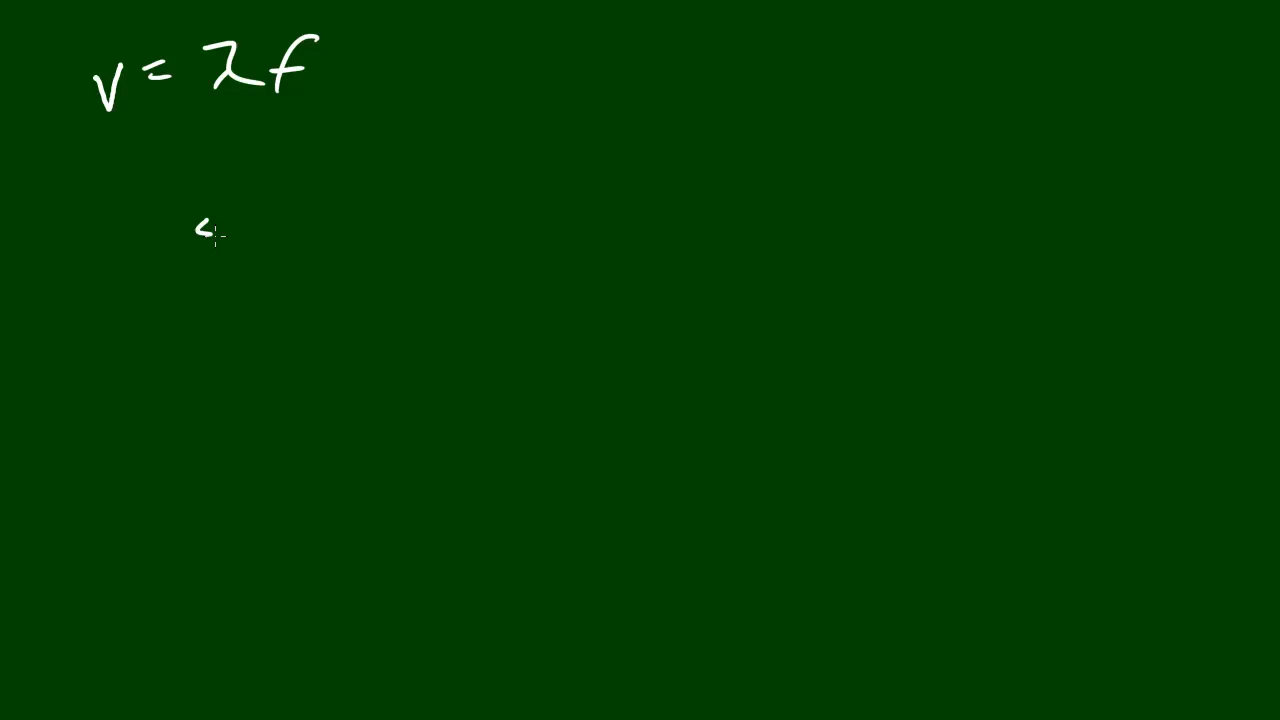 v = λf